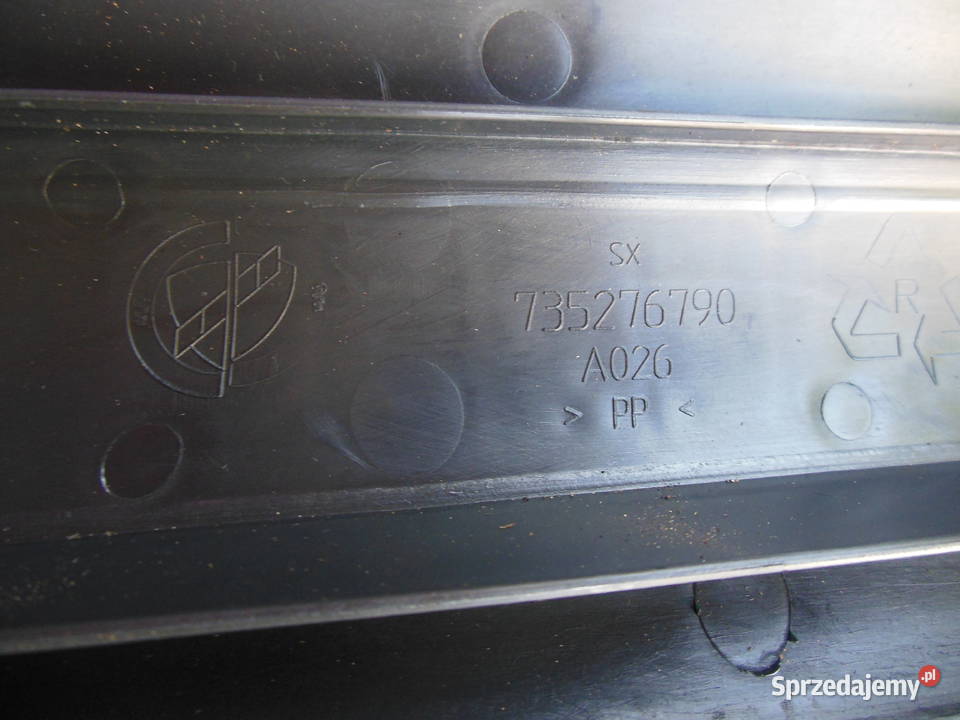 SX
735276790
A026
> PP <
R
Sprzedajemy.pl